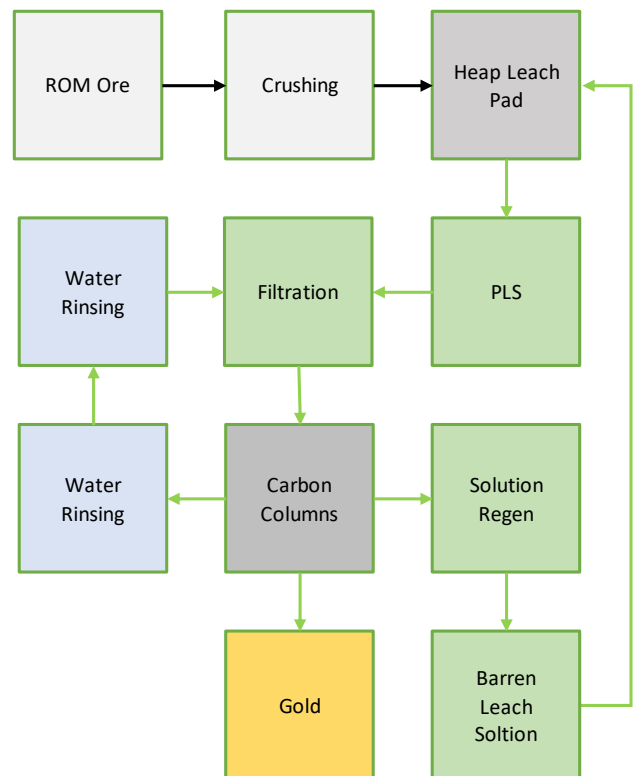 ROM Ore
Crushing
Heap Leach
Pad
Water
Rinsing
Filtration
PLS
Water
Rinsing
Carbon
Columns
Solution
Regen
Gold
Barren
Leach
Soltion